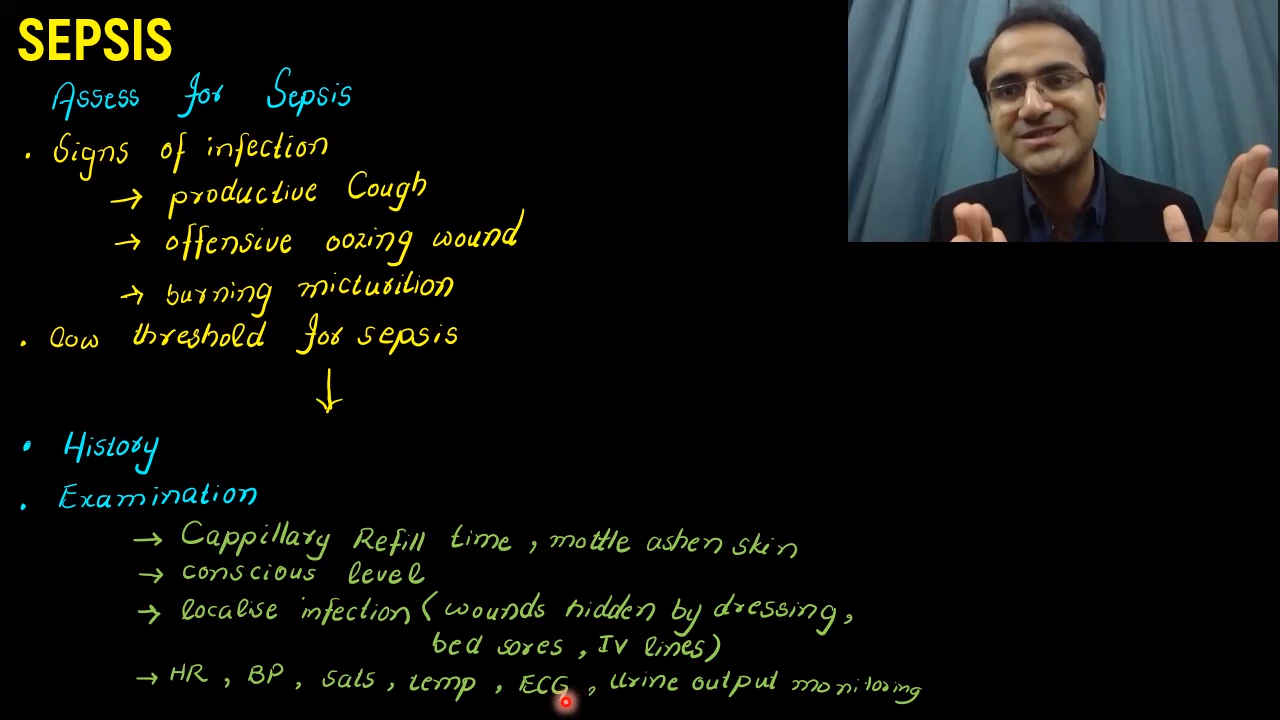 SEPSIS
Assess for Sepsis
• Signs of infection
→ productive Cough
→ offensive oozing wound
→ burning micturition
• low threshold for sepsis
↓
• History
• Examination
→ Cappillary Refill time, mottle ashen skin
→ conscious level
→ localise infection (wounds hidden by dressing,
bed sores, IV lines)
→ HR, BP, sats, temp, ECG, Urine output monitoring